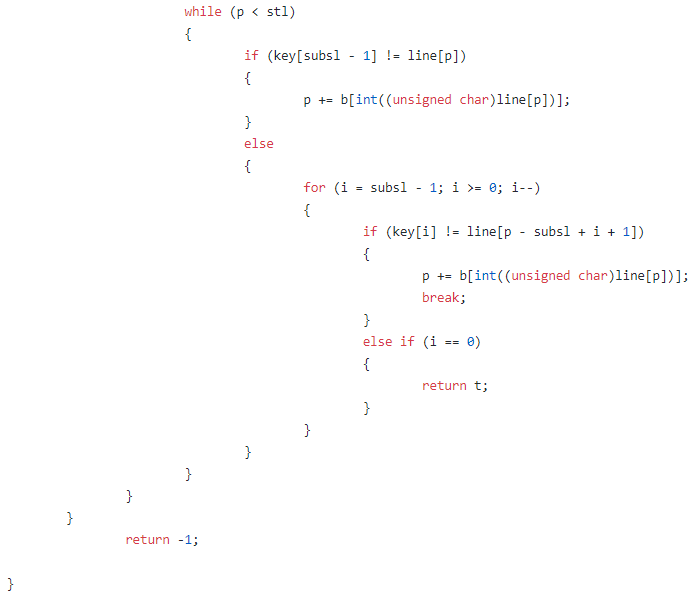 while (p < stl)
{
if (key[subsl - 1] != line[p])
{
p += b[int((unsigned char)line[p])];
}
else
{
for (i = subsl - 1; i >= 0; i--)
{
if (key[i] != line[p - subsl + i + 1])
{
p += b[int((unsigned char)line[p])];
break;
}
else if (i == 0)
{
return t;
}
}
}
}
}
}
return -1;
}